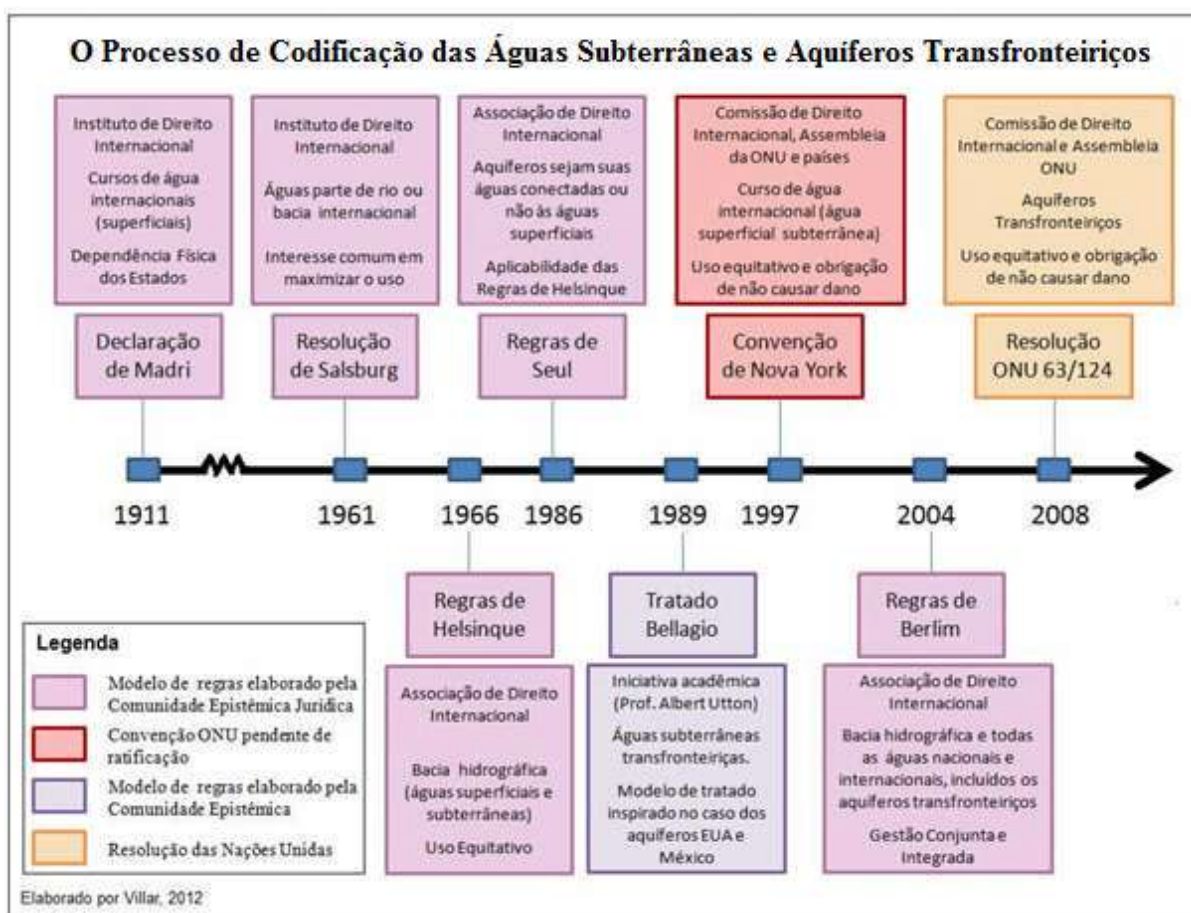 O Processo de Codificação das Águas Subterrâneas e Aquíferos Transfronteiriços
Instituto de Direito
Internacional
Cursos de água
internacionais
(superficiais)
Dependência Física
dos Estados
Declaração
de Madri
Instituto de Direito
Internacional
Águas parte de rio ou
bacia internacional
Interesse comum em
maximizar o uso
Resolução
de Salsburg
Associação de Direito
Internacional
Aquíferos sejam suas
águas conectadas ou
não às águas
superficiais
Aplicabilidade das
Regras de Helsinque
Regras de
Seul
Comissão de Direito
Internacional, Assembleia
da ONU e países
Curso de água
internacional (água
superficial subterrânea)
Uso equitativo e obrigação
de não causar dano
Convenção
de Nova York
Comissão de Direito
Internacional e Assembleia
ONU
Aquíferos
Transfronteiriços
Uso equitativo e obrigação
de não causar dano
Resolução
ONU 63/124
1911
1961
1966
1986
1989
1997
2004
2008
Regras de
Helsinque
Associação de Direito
Internacional
Bacia hidrográfica
(águas superficiais e
subterrâneas)
Uso Equitativo
Tratado
Bellagio
Iniciativa acadêmica
(Prof. Albert Utton)
Águas subterrâneas
transfronteiriças.
Modelo de tratado
inspirado no caso dos
aquíferos EUA e
México
Regras de
Berlim
Associação de Direito
Internacional
Bacia hidrográfica e todas
as águas nacionais e
internacionais, incluídos os
aquíferos transfronteiriços
Gestão Conjunta e
Integrada
Legenda
Modelo de regras elaborado pela
Comunidade Epistêmica Jurídica
Convenção ONU pendente de
ratificação
Modelo de regras elaborado pela
Comunidade Epistêmica
Resolução das Nações Unidas
Elaborado por Villar, 2012